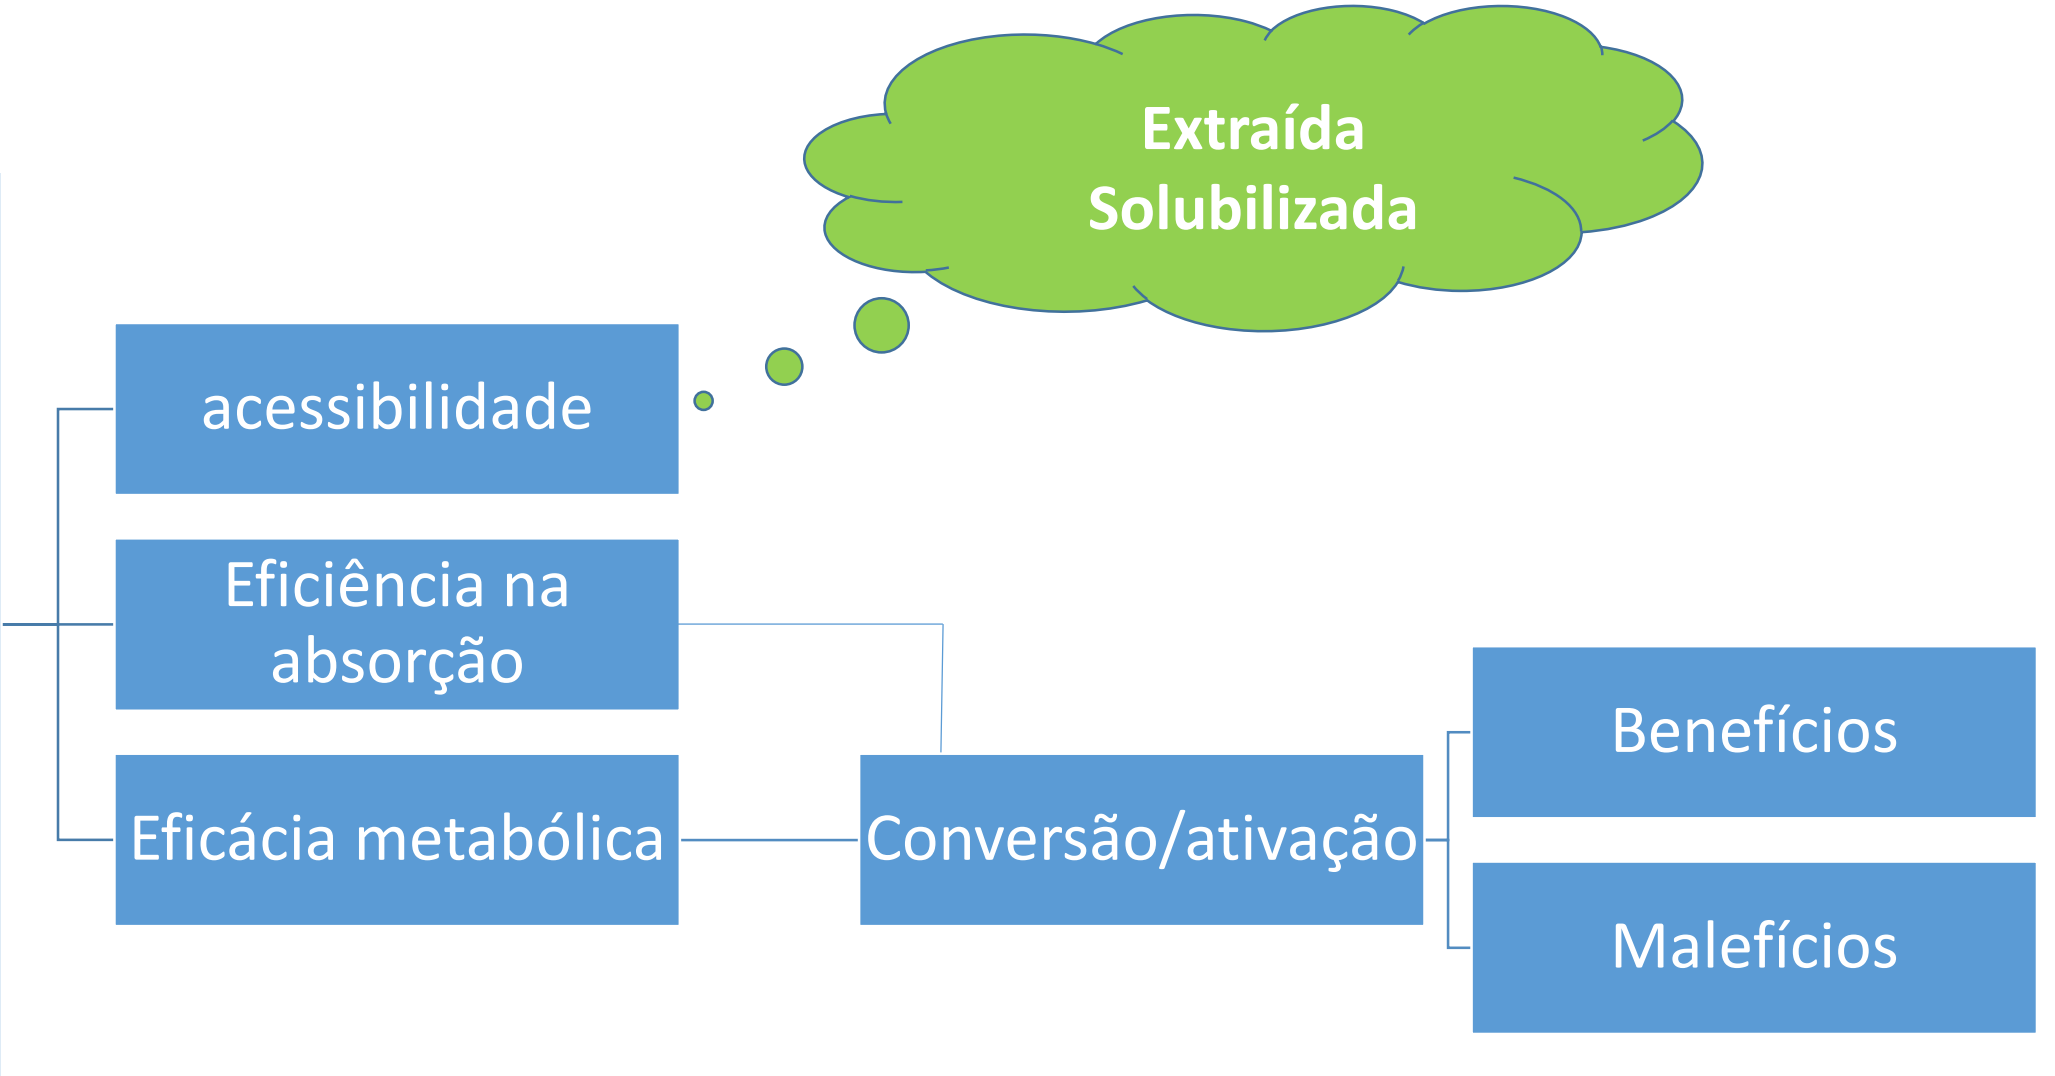 Extraída
Solubilizada
acessibilidade
Eficiência na
absorção
Eficácia metabólica
Conversão/ativação
Benefícios
Malefícios